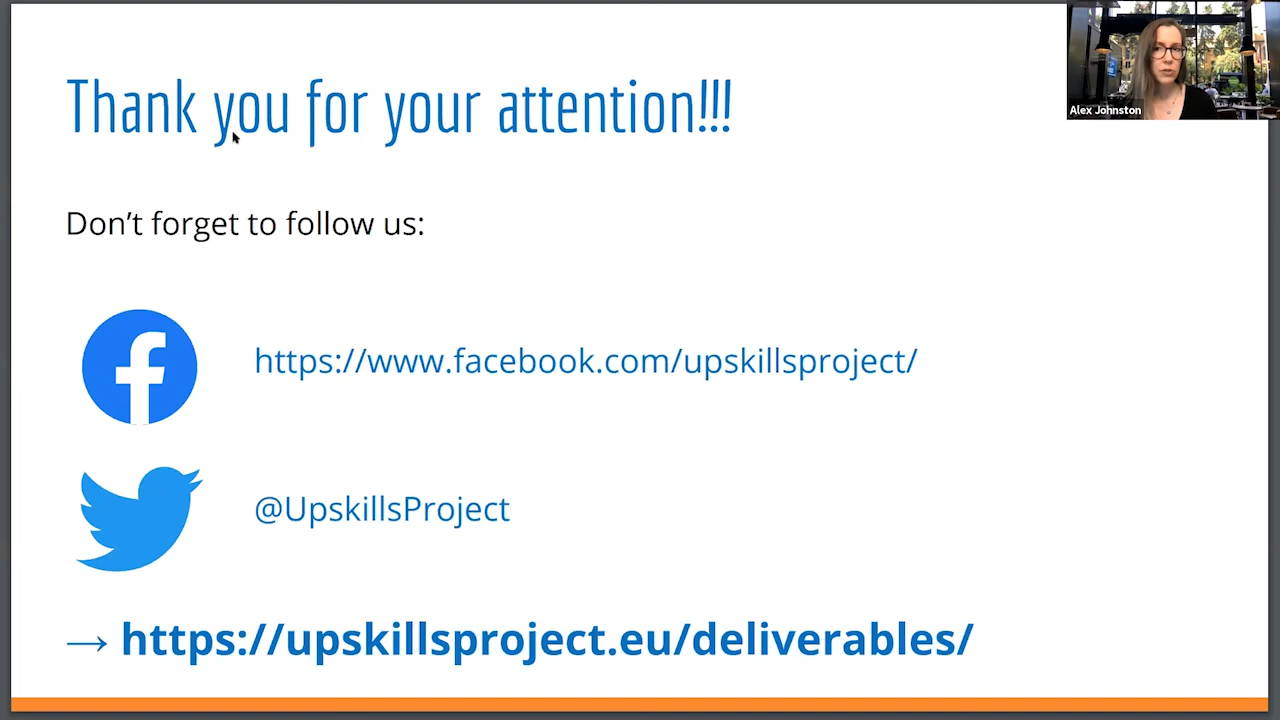 Thank you for your attention!!!
Alex Johnston
Don’t forget to follow us:
https://www.facebook.com/upskillsproject/
@UpskillsProject
→ https://upskillsproject.eu/deliverables/